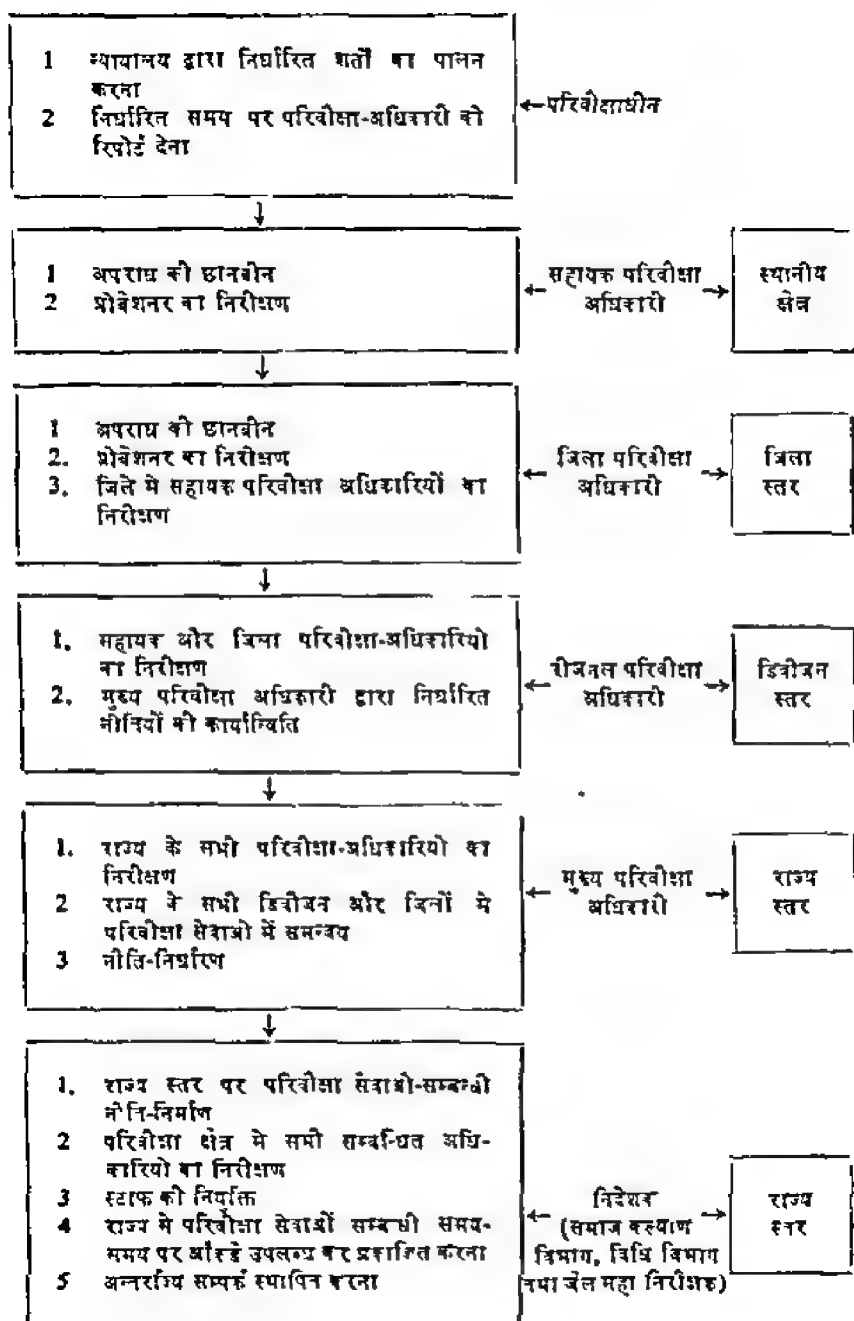 1 न्यायालय द्वारा निर्धारित शर्तों का पालन
करना
2 निर्धारित समय पर परिवीक्षा-अधिकारी को
रिपोर्ट देना
←परिवीक्षाधीन
↓
1 अपराध की छानबीन
2 प्रोबेशनर का निरीक्षण
← सहायक परिवीक्षा →
अधिकारी
स्थानीय
क्षेत्र
↓
1 अपराध की छानबीन
2. प्रोबेशनर का निरीक्षण
3. जिले मे सहायक परिवीक्षा अधिकारियों का
निरीक्षण
← जिला परिवीक्षा →
अधिकारी
जिला
स्तर
↓
1. सहायक और जिला परिवीक्षा-अधिकारियो
का निरीक्षण
2. मुख्य परिवीक्षा अधिकारी द्वारा निर्धारित
नीतियों की कार्यान्विति
← रीजनल परिवीक्षा →
अधिकारी
डिवीजन
स्तर
↓
1. राज्य के सभी परिवीक्षा-अधिकारियो का
निरीक्षण
2 राज्य के सभी डिवीजन और जिलों मे
परिवीक्षा सेवाओ में समन्वय
3 नीति-निर्धारण
← मुख्य परिवीक्षा →
अधिकारी
राज्य
स्तर
↓
1. राज्य स्तर पर परिवीक्षा सेवाओ-सम्बन्धी
नीति-निर्माण
2 परिवीक्षा क्षेत्र मे सभी सम्बन्धित अधि-
कारियो का निरीक्षण
3 स्टाफ की नियुक्ति
4 राज्य मे परिवीक्षा सेवाओं सम्बन्धी समय-
समय पर आँकडे उपलब्ध कर प्रकाशित करना
5 अन्तर्राज्य सम्पर्क स्थापित करना
← निदेशक →
(समाज कल्याण
विभाग, विधि विभाग
तथा जेल महा निरीक्षक)
राज्य
स्तर